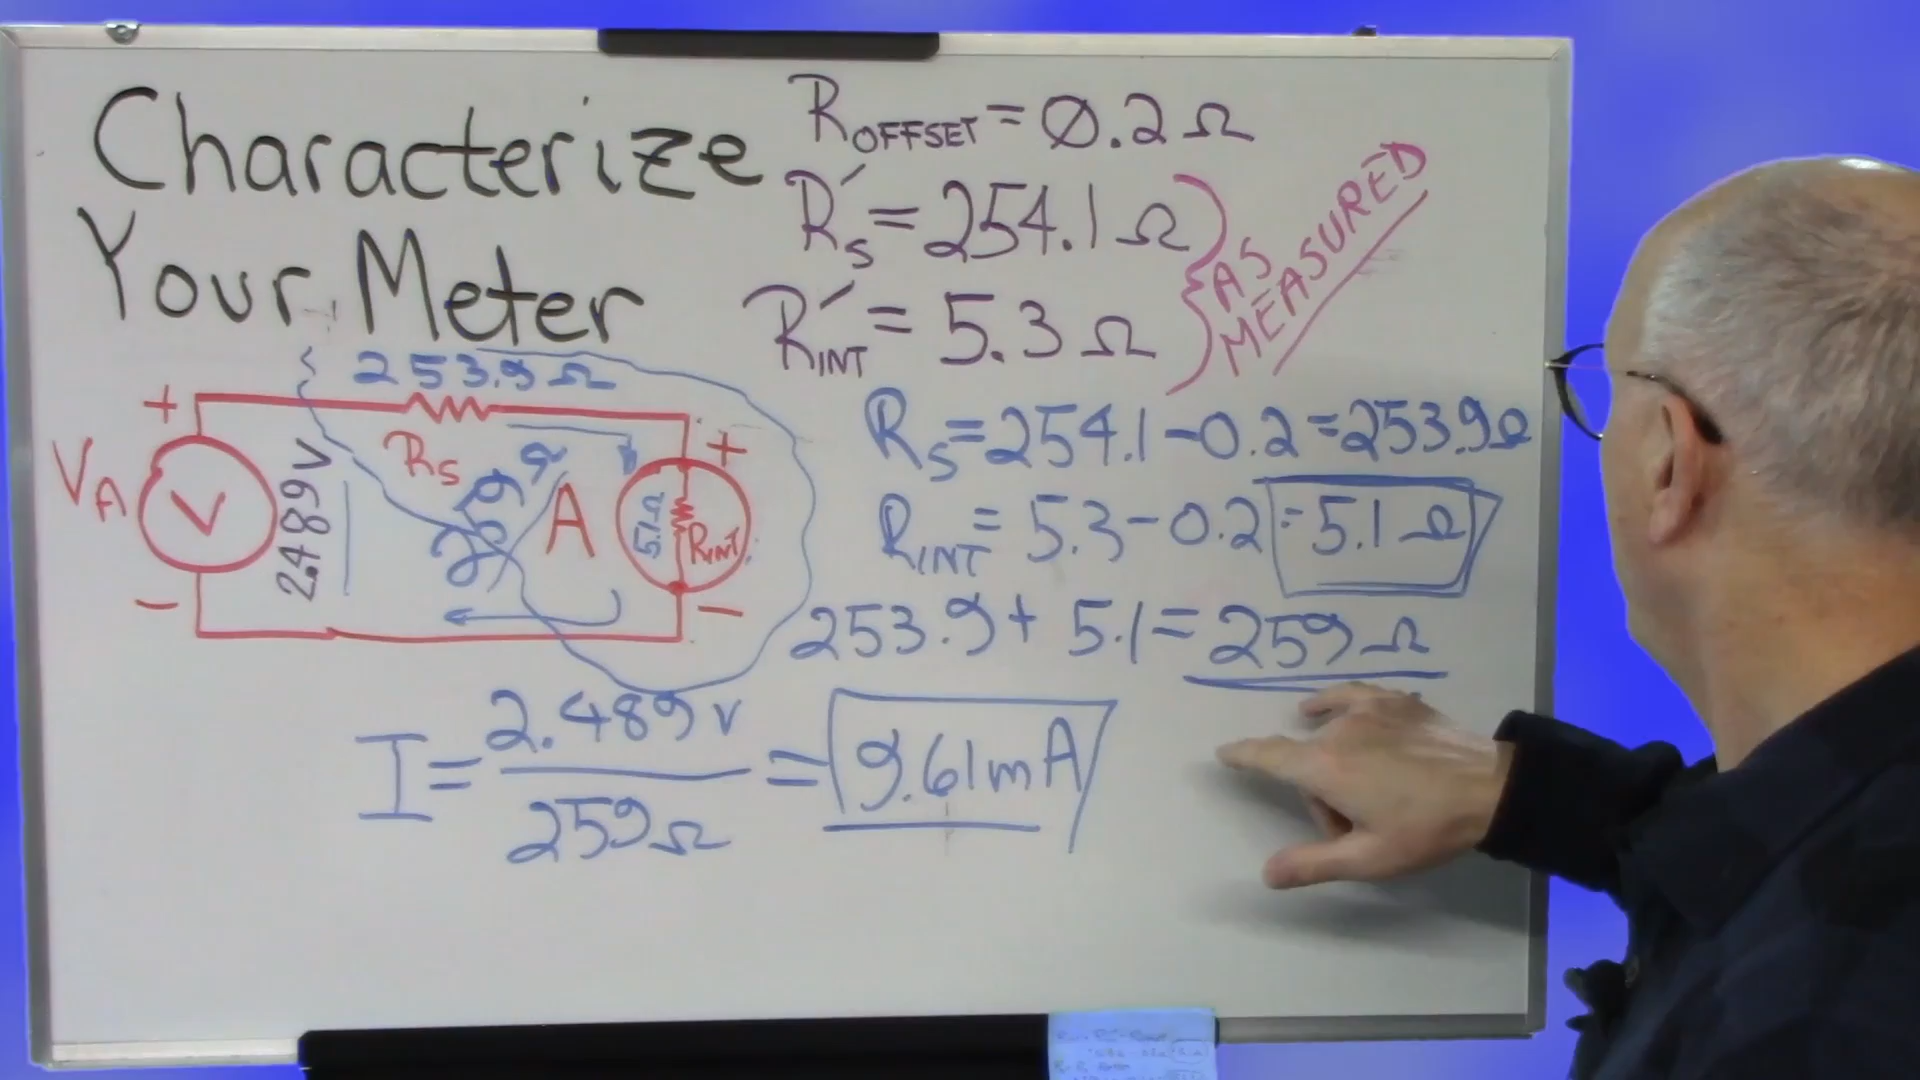 Characterize
Your Meter
R OFFSET = 0.2 Ω
R´S = 254.1 Ω
R´INT = 5.3 Ω
AS
MEASURED
253.9 Ω
+
RS
+
VA
V
2.489V
259 Ω
A
5.1Ω
RINT
−
−
RS = 254.1 − 0.2 = 253.9Ω
RINT = 5.3 − 0.2 = 5.1 Ω
253.9 + 5.1 = 259 Ω
I = 2.489 V / 259 Ω = 9.61 mA